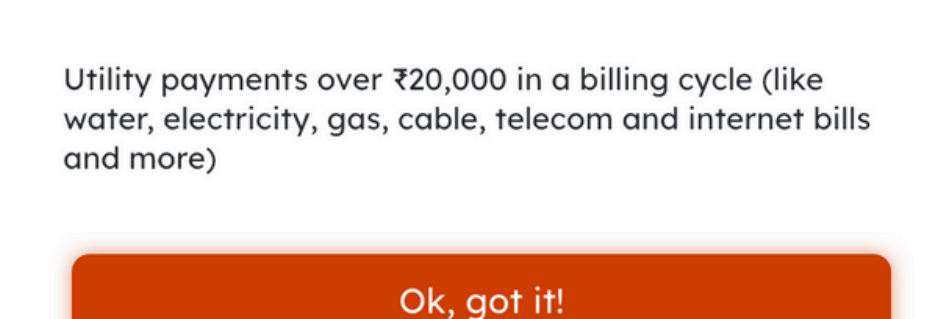 Utility payments over ₹20,000 in a billing cycle (like
water, electricity, gas, cable, telecom and internet bills
and more)
Ok, got it!